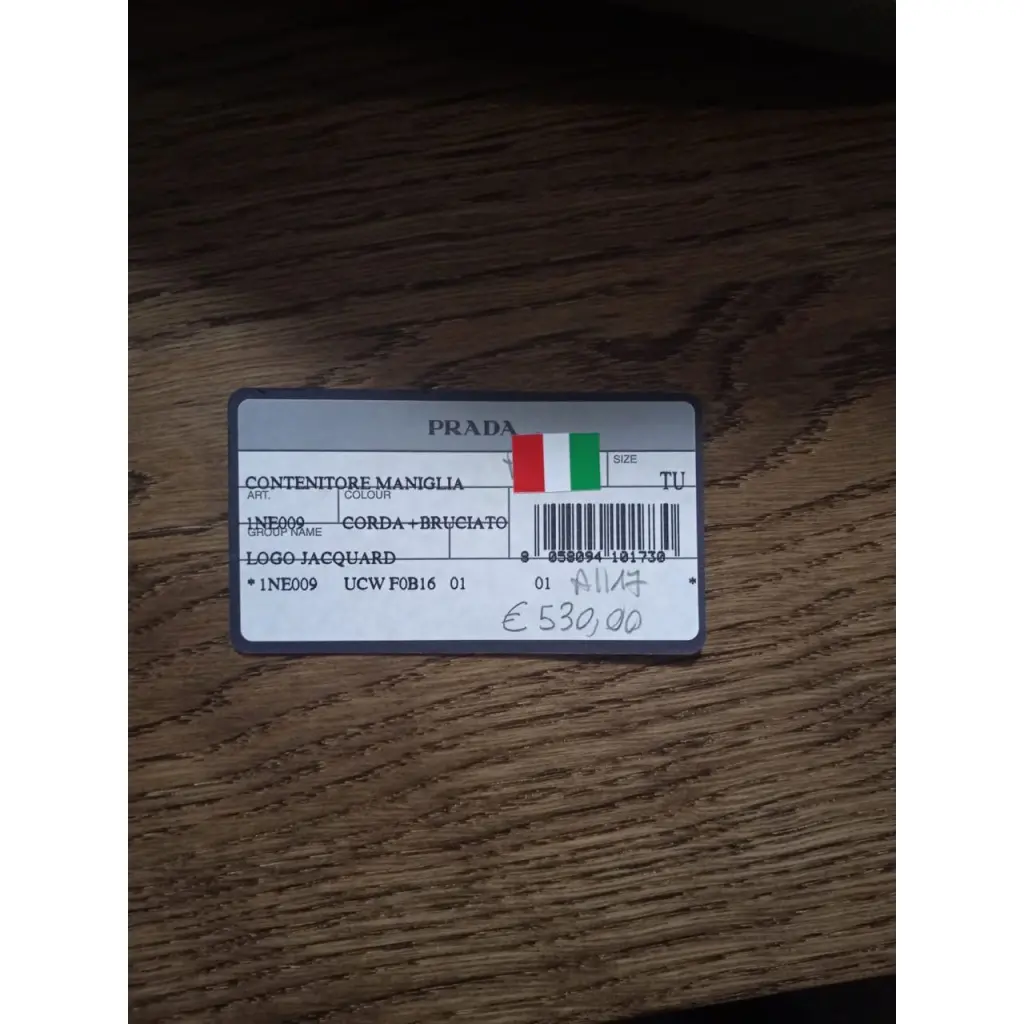 PRADA
SIZE
CONTENITORE MANIGLIA TU
ART. COLOUR
1NE009 CORDA+BRUCIATO
GROUP NAME
LOGO JACQUARD 8 058094 101730
* 1NE009 UCW F0B16 01 01 A1117 *
€ 530,00